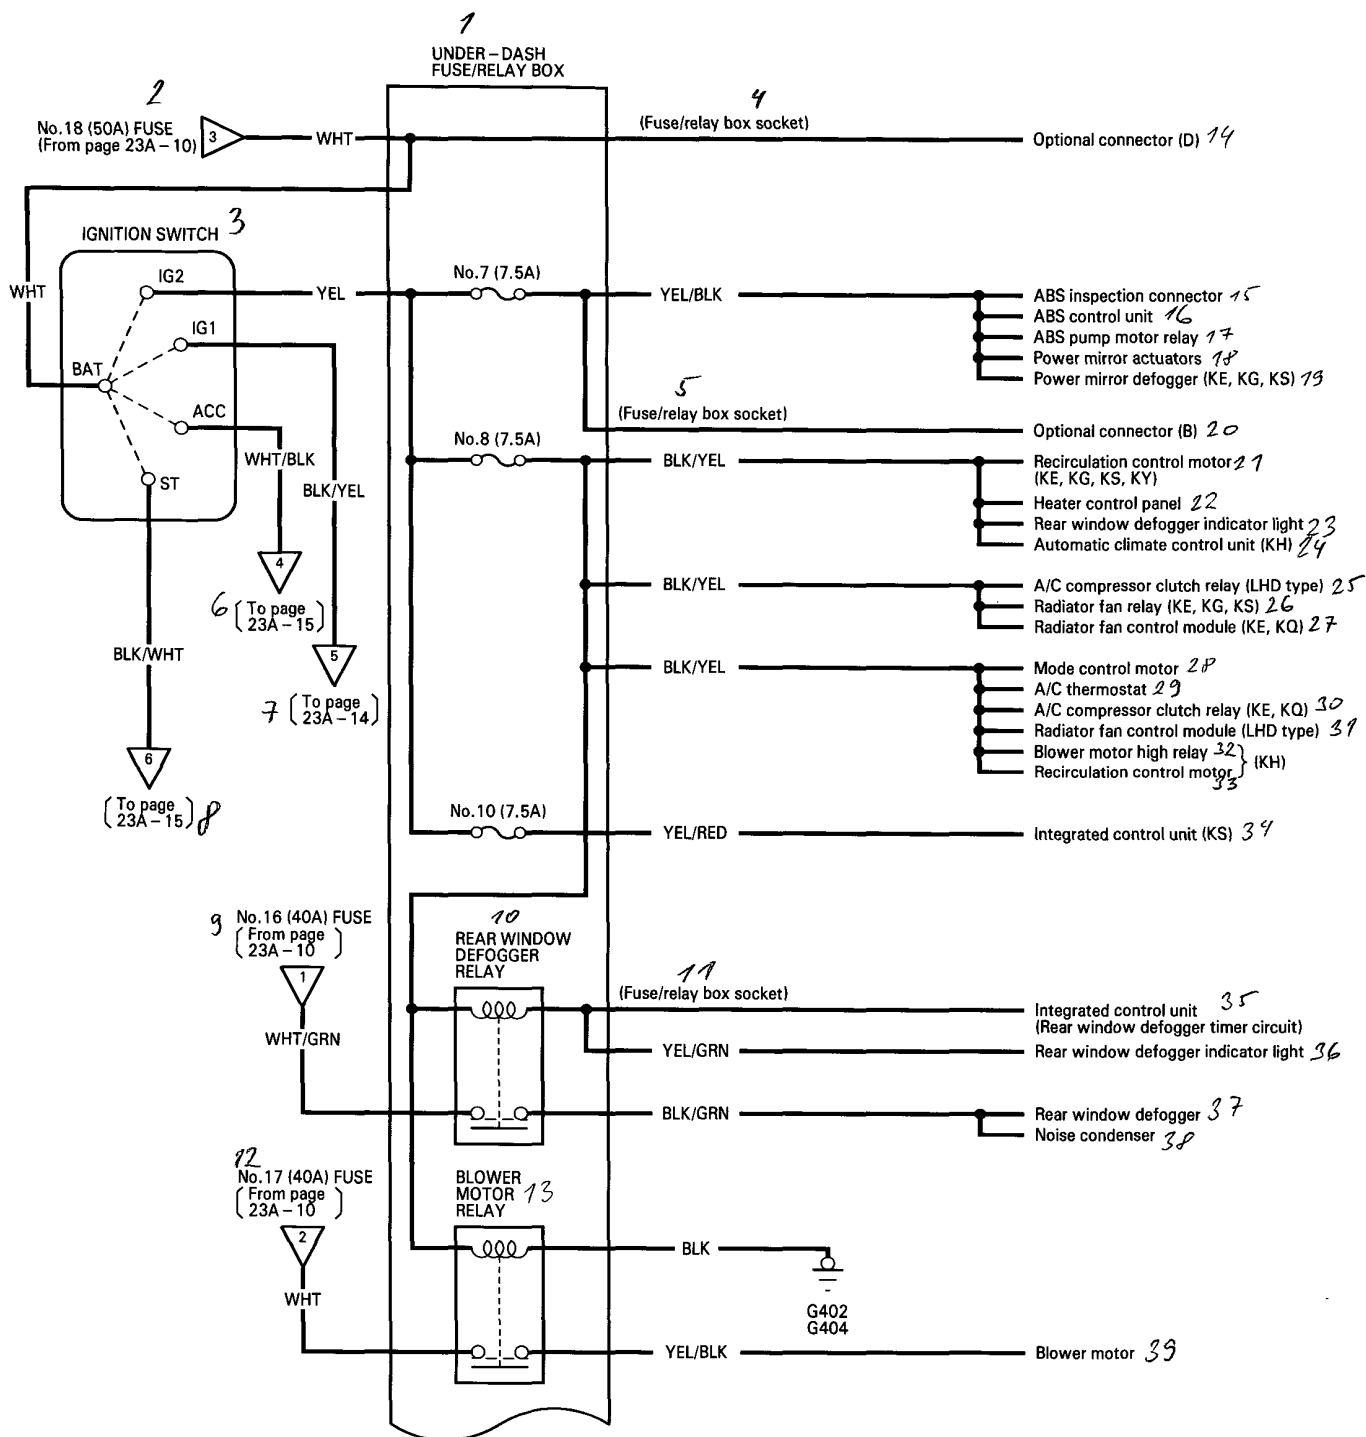 1
UNDER–DASH
FUSE/RELAY BOX
2
No.18 (50A) FUSE
(From page 23A–10)
3
WHT
4
(Fuse/relay box socket)
Optional connector (D) 14
IGNITION SWITCH 3
WHT
IG2
YEL
No.7 (7.5A)
YEL/BLK
ABS inspection connector 15
ABS control unit 16
ABS pump motor relay 17
Power mirror actuators 18
Power mirror defogger (KE, KG, KS) 19
IG1
BAT
ACC
5
(Fuse/relay box socket)
Optional connector (B) 20
WHT/BLK
BLK/YEL
ST
No.8 (7.5A)
BLK/YEL
Recirculation control motor 21
(KE, KG, KS, KY)
Heater control panel 22
Rear window defogger indicator light 23
Automatic climate control unit (KH) 24
4
6 (To page
23A–15)
BLK/YEL
A/C compressor clutch relay (LHD type) 25
Radiator fan relay (KE, KG, KS) 26
Radiator fan control module (KE, KQ) 27
BLK/WHT
5
7 (To page
23A–14)
BLK/YEL
Mode control motor 28
A/C thermostat 29
A/C compressor clutch relay (KE, KQ) 30
Radiator fan control module (LHD type) 31
Blower motor high relay 32
Recirculation control motor } (KH)
33
6
(To page
23A–15) 8
No.10 (7.5A)
YEL/RED
Integrated control unit (KS) 34
9 No.16 (40A) FUSE
(From page
23A–10)
1
WHT/GRN
10
REAR WINDOW
DEFOGGER
RELAY
11
(Fuse/relay box socket)
Integrated control unit 35
(Rear window defogger timer circuit)
YEL/GRN
Rear window defogger indicator light 36
BLK/GRN
Rear window defogger 37
Noise condenser 38
12
No.17 (40A) FUSE
(From page
23A–10)
2
WHT
BLOWER
MOTOR 13
RELAY
BLK
G402
G404
YEL/BLK
Blower motor 39